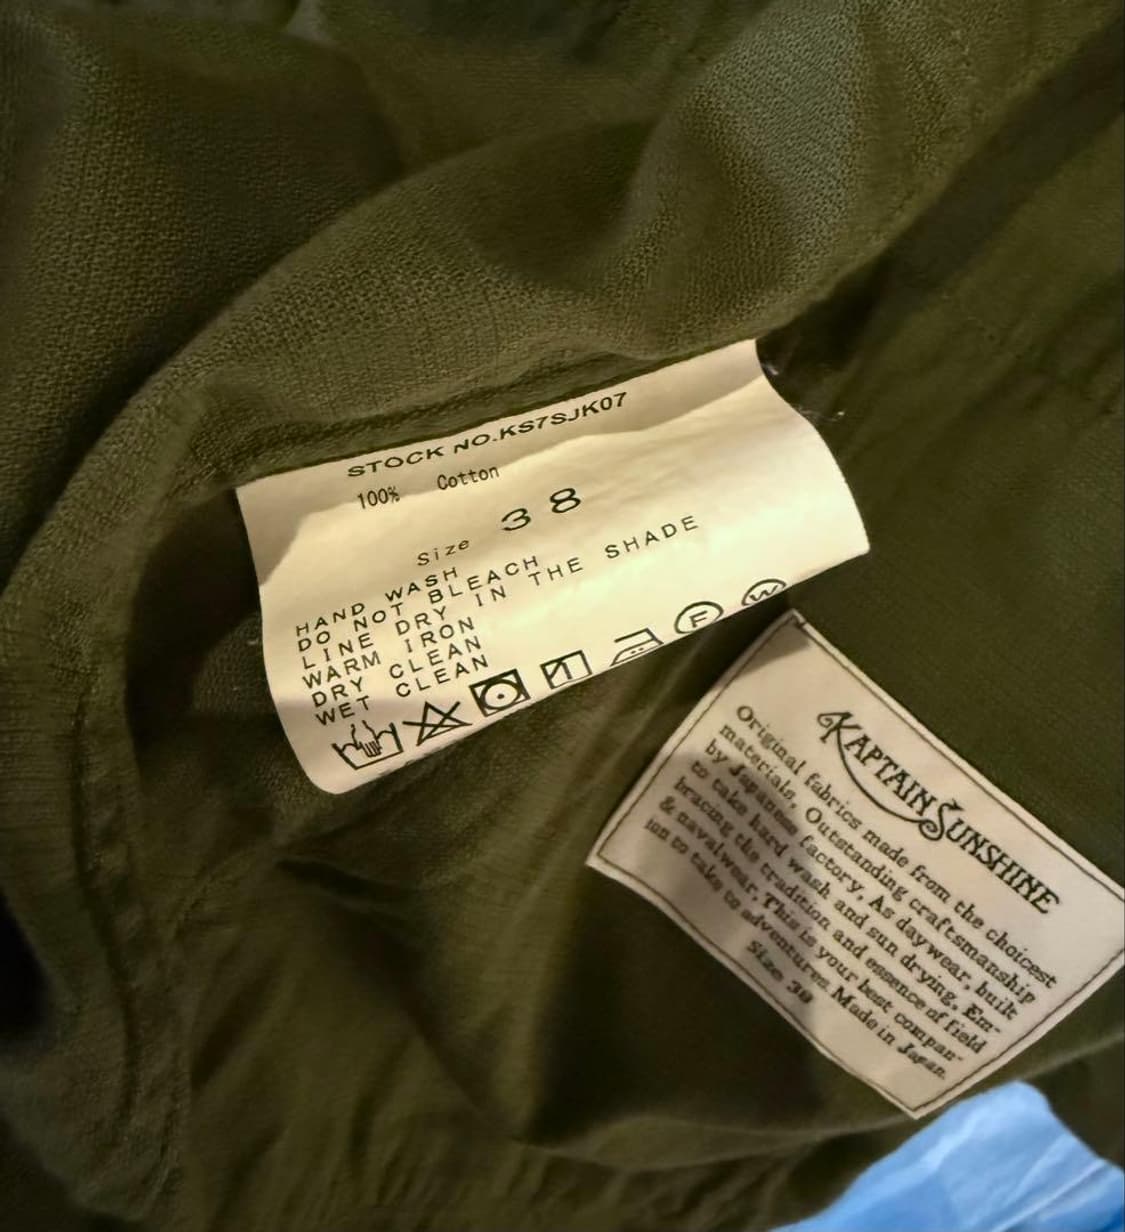 STOCK NO.KS7SJK07
100% Cotton
Size 38
HAND WASH
DO NOT BLEACH
LINE DRY IN THE SHADE
WARM IRON
DRY CLEAN
WET CLEAN
F W
KAPTAIN SUNSHINE
Original fabrics made from the choicest
materials, Outstanding craftsmanship
by Japanese factory, As daywear, built
to take hard wash and sun drying, Em-
bracing the tradition and essence of field
& navalwear, This is your best compan-
ion to take to adventures Made in Japan.
Size 38